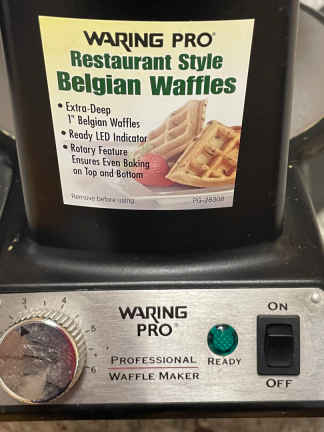 WARING PRO®
Restaurant Style
Belgian Waffles
• Extra-Deep
1" Belgian Waffles
• Ready LED Indicator
• Rotary Feature
Ensures Even Baking
on Top and Bottom
Remove before using
3
4
5
6
WARING
PRO®
PROFESSIONAL
WAFFLE MAKER
READY
ON
OFF